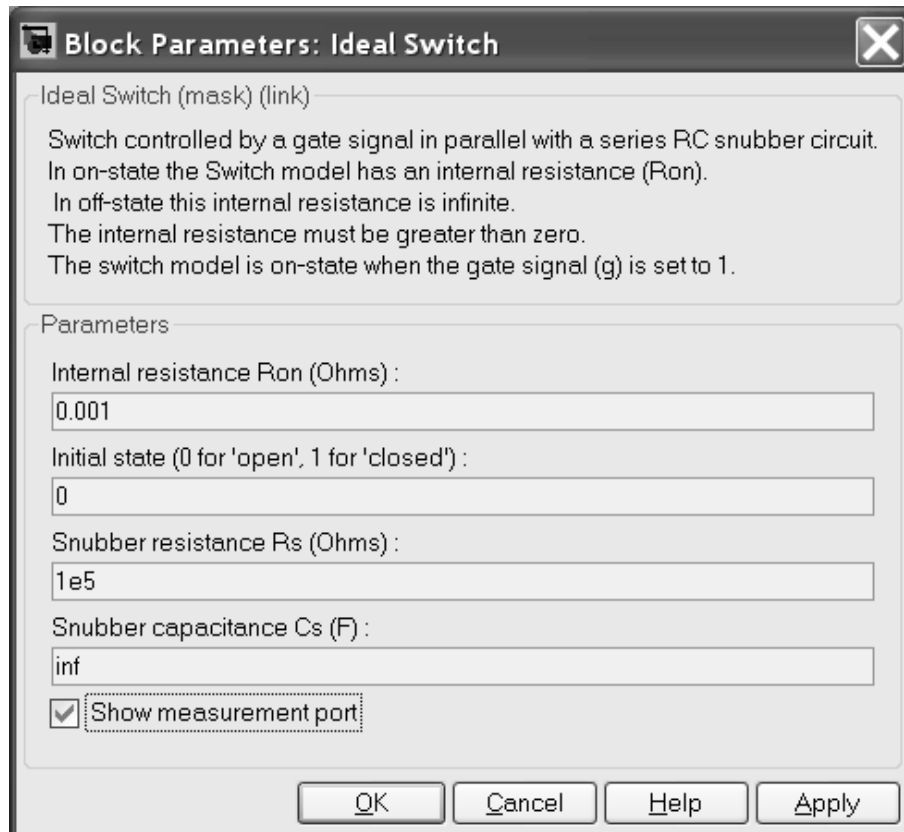 Block Parameters: Ideal Switch
Ideal Switch (mask) (link)
Switch controlled by a gate signal in parallel with a series RC snubber circuit.
In on-state the Switch model has an internal resistance (Ron).
In off-state this internal resistance is infinite.
The internal resistance must be greater than zero.
The switch model is on-state when the gate signal (g) is set to 1.
Parameters
Internal resistance Ron (Ohms) :
0.001
Initial state (0 for 'open', 1 for 'closed') :
0
Snubber resistance Rs (Ohms) :
1e5
Snubber capacitance Cs (F) :
inf
Show measurement port
OK Cancel Help Apply